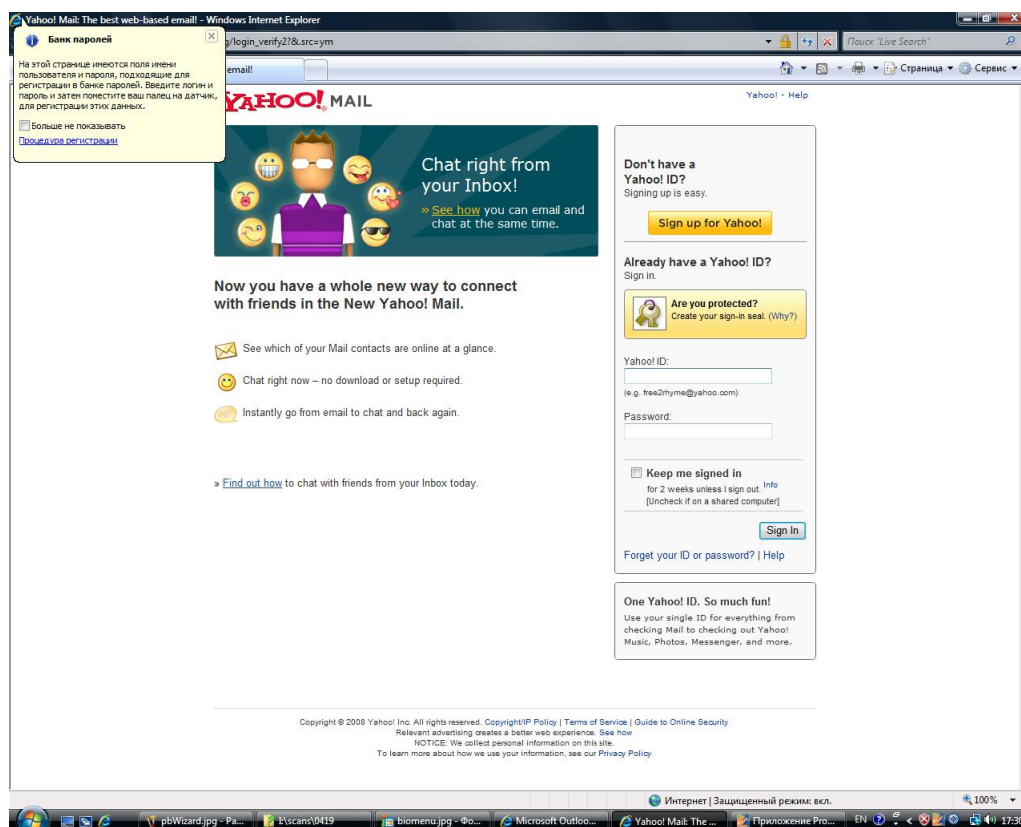 Yahoo! Mail: The best web-based email! - Windows Internet Explorer
Банк паролей
g/login_verify2?&.src=ym
Поиск "Live Search"
На этой странице имеются поля имени
пользователя и пароля, подходящие для
регистрации в банке паролей. Введите логин и
пароль и затем поместите ваш палец на датчик,
для регистрации этих данных.
Больше не показывать
Процедура регистрации
email!
Страница
Сервис
YAHOO! MAIL
Yahoo! - Help
Chat right from
your Inbox!
» See how you can email and
chat at the same time.
Now you have a whole new way to connect
with friends in the New Yahoo! Mail.
See which of your Mail contacts are online at a glance.
Chat right now – no download or setup required.
Instantly go from email to chat and back again.
» Find out how to chat with friends from your Inbox today.
Don't have a
Yahoo! ID?
Signing up is easy.
Sign up for Yahoo!
Already have a Yahoo! ID?
Sign in.
Are you protected?
Create your sign-in seal. (Why?)
Yahoo! ID:
(e.g. free2rhyme@yahoo.com)
Password:
Keep me signed in
for 2 weeks unless I sign out. Info
[Uncheck if on a shared computer]
Sign In
Forget your ID or password? | Help
One Yahoo! ID. So much fun!
Use your single ID for everything from
checking Mail to checking out Yahoo!
Music, Photos, Messenger, and more.
Copyright © 2008 Yahoo! Inc. All rights reserved. Copyright/IP Policy | Terms of Service | Guide to Online Security
Relevant advertising creates a better web experience. See how
NOTICE: We collect personal information on this site.
To learn more about how we use your information, see our Privacy Policy
Интернет | Защищенный режим: вкл.
100%
pbWizard.jpg - Pa...
I:\scans\0419
biomenu.jpg - Фо...
Microsoft Outloo...
Yahoo! Mail: The ...
Приложение Pro...
EN
17:30